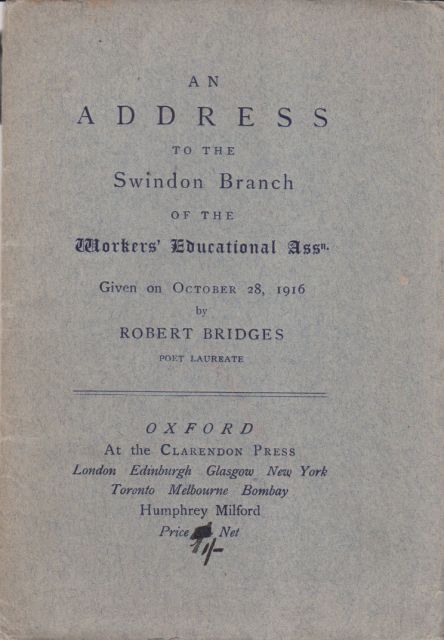 AN
ADDRESS
TO THE
Swindon Branch
OF THE
Workers' Educational Assn.
Given on OCTOBER 28, 1916
by
ROBERT BRIDGES
POET LAUREATE
OXFORD
At the CLARENDON PRESS
London Edinburgh Glasgow New York
Toronto Melbourne Bombay
Humphrey Milford
Price Net
1/-